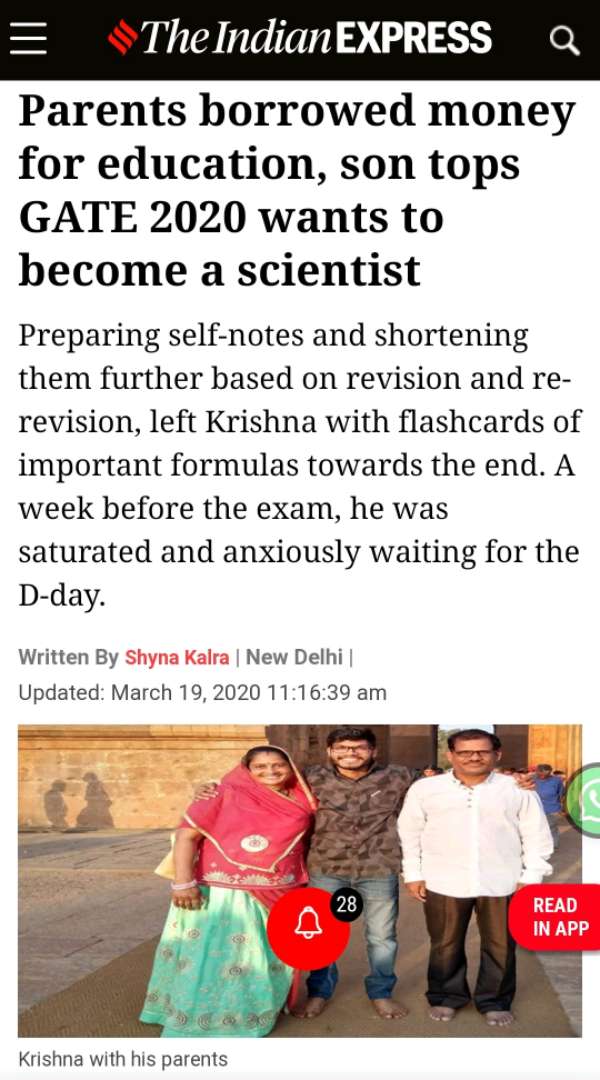 The Indian EXPRESS
Parents borrowed money
for education, son tops
GATE 2020 wants to
become a scientist
Preparing self-notes and shortening
them further based on revision and re-
revision, left Krishna with flashcards of
important formulas towards the end. A
week before the exam, he was
saturated and anxiously waiting for the
D-day.
Written By Shyna Kalra | New Delhi |
Updated: March 19, 2020 11:16:39 am
28
READ
IN APP
Krishna with his parents